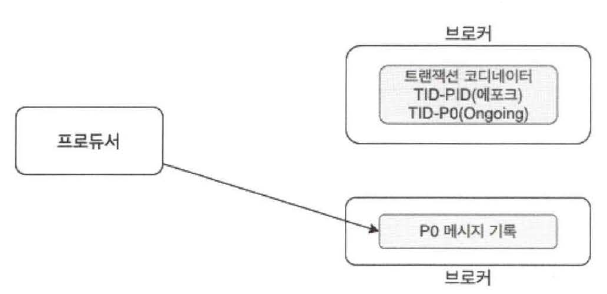 브로커
트랜잭션 코디네이터
TID-PID(에포크)
TID-P0(Ongoing)
프로듀서
P0 메시지 기록
브로커